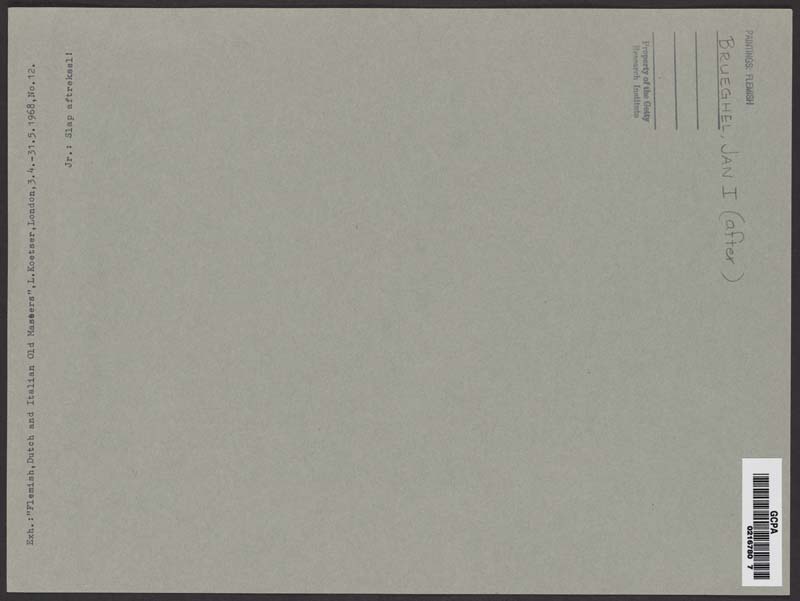 PAINTINGS: FLEMISH
BRUEGHEL, JAN I (after)
Property of the Getty
Research Institute
Jr.: Slap aftreksel!
Exh.:"Flemish,Dutch and Italian Old Masters",L.Koetser,London,3.4.-31.5.1968,No.12.
GCPA
0216780 7